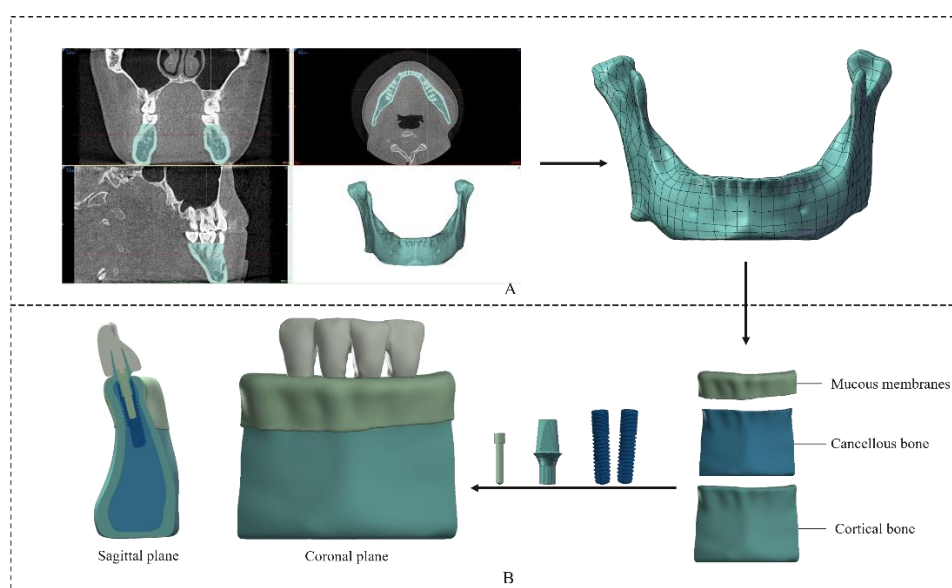 A
Mucous membranes
Cancellous bone
Cortical bone
Sagittal plane
Coronal plane
B